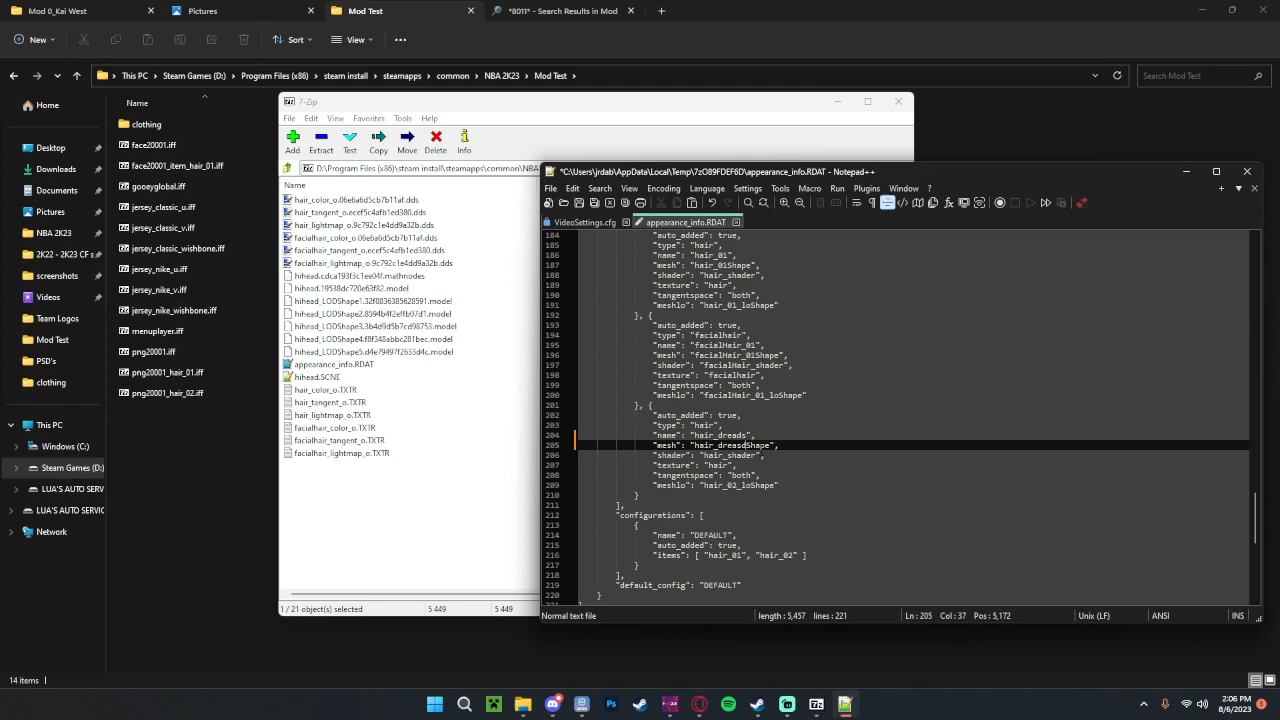 Mod 0_Kai West
Pictures
Mod Test
*8011* - Search Results in Mod
New
Sort
View
This PC > Steam Games (D:) > Program Files (x86) > steam install > steamapps > common > NBA 2K23 > Mod Test >
Search Mod Test
Home
Desktop
Downloads
Documents
Pictures
NBA 2K23
2K22 - 2K23 CF s
screenshots
Videos
Team Logos
Mod Test
PSD's
clothing
This PC
Windows (C:)
Steam Games (D:)
LUA'S AUTO SERV
LUA'S AUTO SERVIC
Network
Name
clothing
face20001.iff
face20001_item_hair_01.iff
gooeyglobal.iff
jersey_classic_u.iff
jersey_classic_v.iff
jersey_classic_wishbone.iff
jersey_nike_u.iff
jersey_nike_v.iff
jersey_nike_wishbone.iff
menuplayer.iff
png20001.iff
png20001_hair_01.iff
png20001_hair_02.iff
7-Zip
File Edit View Favorites Tools Help
Add Extract Test Copy Move Delete Info
D:\Program Files (x86)\steam install\steamapps\common\NBA
Name
hair_color_o.06e6a6d5cb7b11af.dds
hair_tangent_o.ecef5c4afb1ed380.dds
hair_lightmap_o.9c792c1e4d9a32b.dds
facialhair_color_o.06e6a6d5cb7b11af.dds
facialhair_tangent_o.ecef5c4afb1ed380.dds
facialhair_lightmap_o.9c792c1e4d9a32b.dds
hihead.cdca193f3c1ee04f.mathnodes
hihead.19538dc720e63f82.model
hihead_LODShape1.32f8836385628591.model
hihead_LODShape2.8594b4f2effb07d1.model
hihead_LODShape3.3b4d9d5b7cd98753.model
hihead_LODShape4.f8f348abbc281bec.model
hihead_LODShape5.d4e79497f2633d4c.model
appearance_info.RDAT
hihead.SCNE
hair_color_o.TXTR
hair_tangent_o.TXTR
hair_lightmap_o.TXTR
facialhair_color_o.TXTR
facialhair_tangent_o.TXTR
facialhair_lightmap_o.TXTR
1 / 21 object(s) selected 5 449 5 449
*C:\Users\jrdab\AppData\Local\Temp\7zO89FDEF6D\appearance_info.RDAT - Notepad++
File Edit Search View Encoding Language Settings Tools Macro Run Plugins Window ?
VideoSettings.cfg appearance_info.RDAT
184 "auto_added": true,
185 "type": "hair",
186 "name": "hair_01",
187 "mesh": "hair_01Shape",
188 "shader": "hair_shader",
189 "texture": "hair",
190 "tangentspace": "both",
191 "meshlo": "hair_01_loShape"
192 }, {
193 "auto_added": true,
194 "type": "facialhair",
195 "name": "facialHair_01",
196 "mesh": "facialHair_01Shape",
197 "shader": "facialHair_shader",
198 "texture": "facialhair",
199 "tangentspace": "both",
200 "meshlo": "facialHair_01_loShape"
201 }, {
202 "auto_added": true,
203 "type": "hair",
204 "name": "hair_dreads",
205 "mesh": "hair_dreasdShape",
206 "shader": "hair_shader",
207 "texture": "hair",
208 "tangentspace": "both",
209 "meshlo": "hair_02_loShape"
210 }
211 ],
212 "configurations": [
213 {
214 "name": "DEFAULT",
215 "auto_added": true,
216 "items": [ "hair_01", "hair_02" ]
217 }
218 ],
219 "default_config": "DEFAULT"
220 }
Normal text file length : 5,457 lines : 221 Ln : 205 Col : 37 Pos : 5,172 Unix (LF) ANSI INS
14 items
2:06 PM
8/6/2023